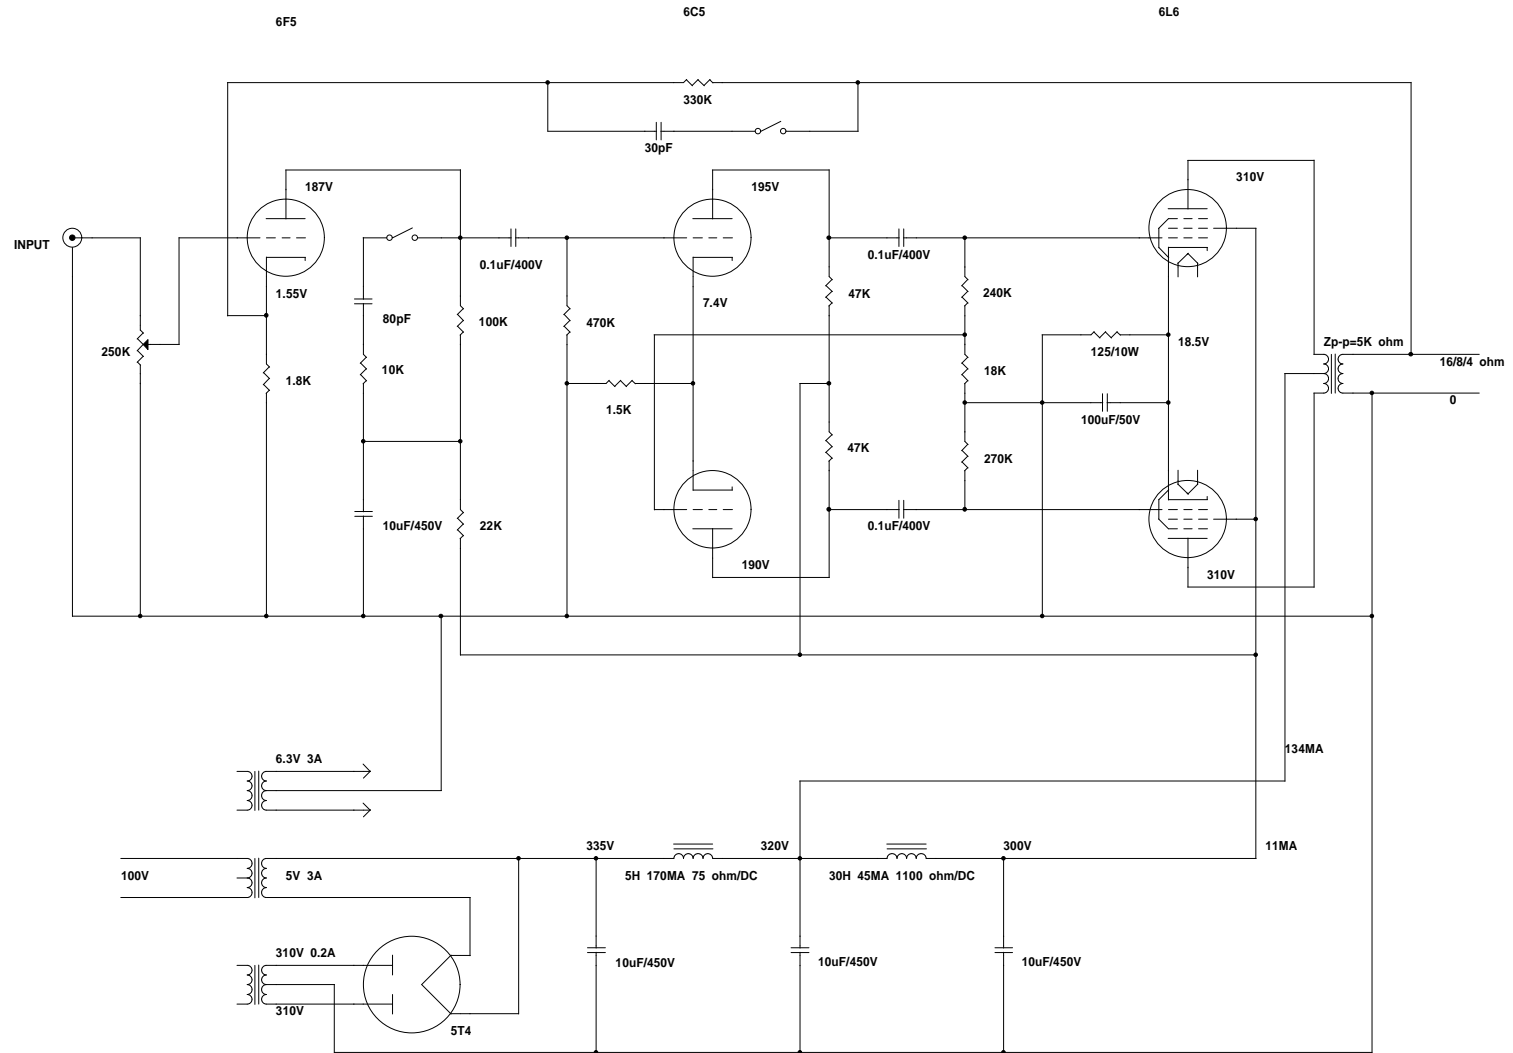 6F5
6C5
6L6
330K
30pF
187V
195V
310V
INPUT
0.1uF/400V
0.1uF/400V
1.55V
7.4V
80pF
100K
470K
47K
240K
250K
10K
1.8K
1.5K
18K
125/10W
18.5V
Zp-p=5K ohm
16/8/4 ohm
0
100uF/50V
47K
270K
10uF/450V
22K
0.1uF/400V
190V
310V
6.3V 3A
134MA
335V
320V
300V
11MA
100V
5V 3A
5H 170MA 75 ohm/DC
30H 45MA 1100 ohm/DC
310V 0.2A
10uF/450V
10uF/450V
10uF/450V
310V
5T4